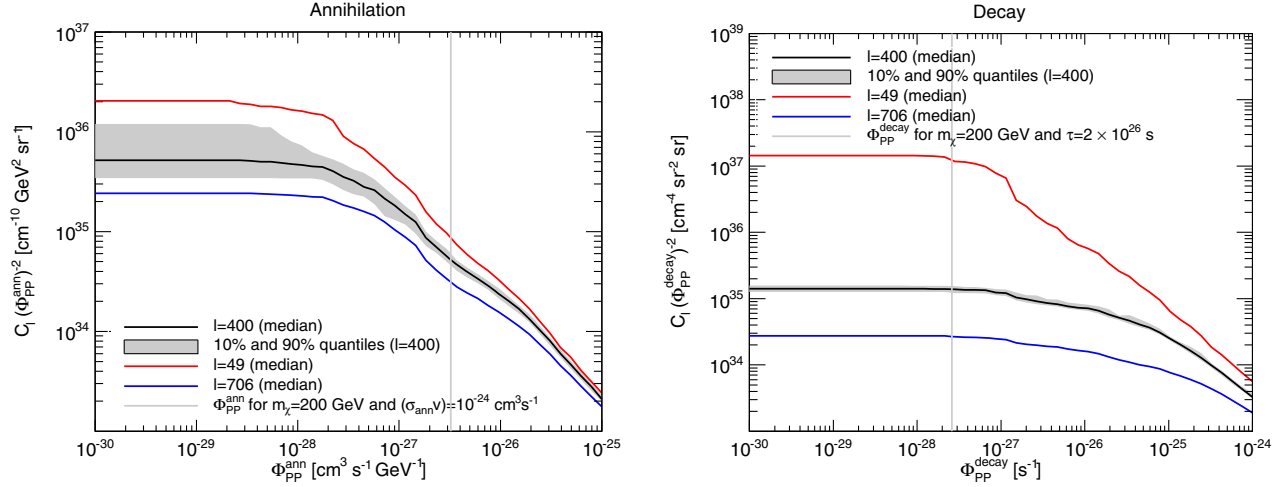 Annihilation
10^37
10^36
10^35
10^34
C_l (Φ_PP^ann)^-2 [cm^-10 GeV^2 sr^-1]
l=400 (median)
10% and 90% quantiles (l=400)
l=49 (median)
l=706 (median)
Φ_PP^ann for m_χ=200 GeV and (σ_ann v)=10^-24 cm^3s^-1
10^-30 10^-29 10^-28 10^-27 10^-26 10^-25
Φ_PP^ann [cm^3 s^-1 GeV^-1]
Decay
10^39
10^38
10^37
10^36
10^35
10^34
C_l (Φ_PP^decay)^-2 [cm^-4 sr^-2 sr]
l=400 (median)
10% and 90% quantiles (l=400)
l=49 (median)
l=706 (median)
Φ_PP^decay for m_χ=200 GeV and τ=2 × 10^26 s
10^-30 10^-29 10^-28 10^-27 10^-26 10^-25 10^-24
Φ_PP^decay [s^-1]